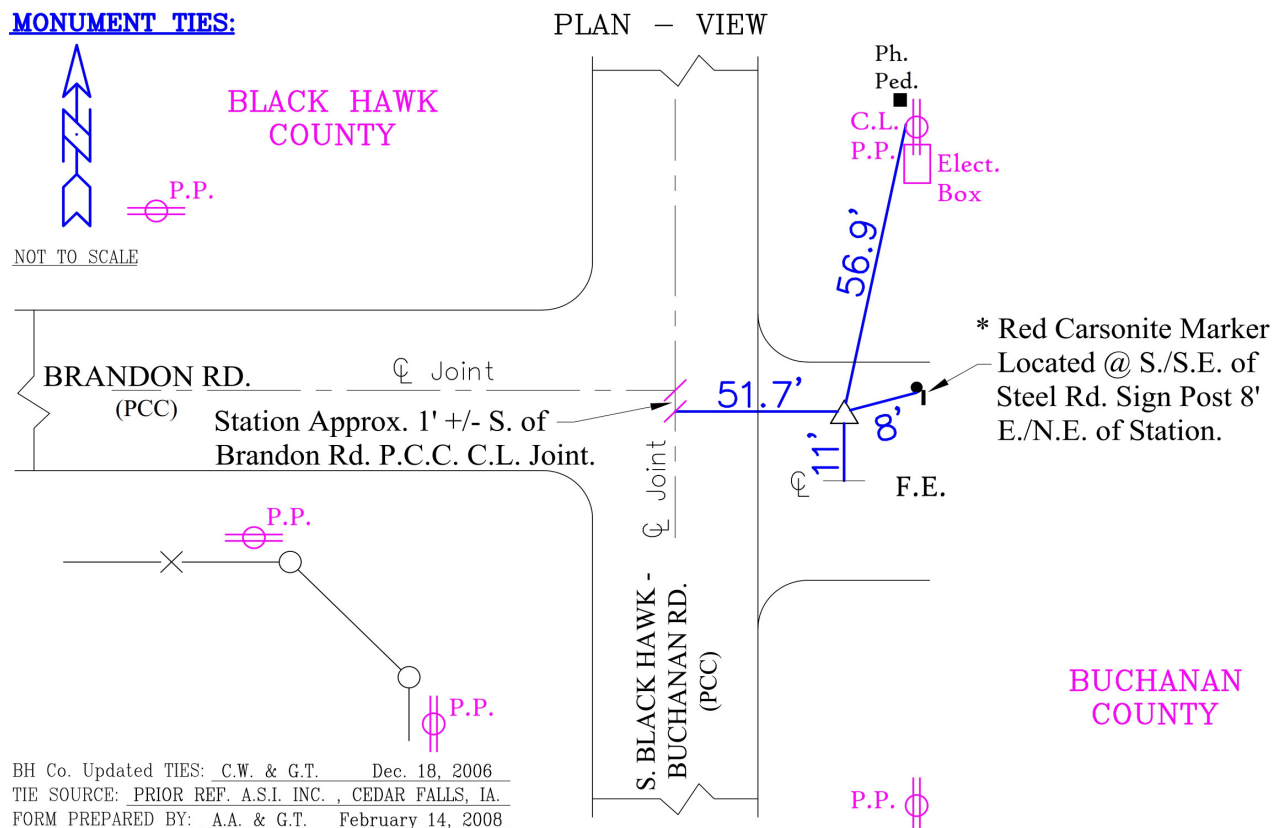 MONUMENT TIES:
PLAN - VIEW
BLACK HAWK
COUNTY
P.P.
NOT TO SCALE
Ph.
Ped.
C.L.
P.P.
Elect.
Box
56.9'
* Red Carsonite Marker
Located @ S./S.E. of
Steel Rd. Sign Post 8'
E./N.E. of Station.
BRANDON RD.
(PCC)
℄ Joint
Station Approx. 1' +/- S. of
Brandon Rd. P.C.C. C.L. Joint.
51.7'
8'
11'
℄
F.E.
℄ Joint
P.P.
S. BLACK HAWK -
BUCHANAN RD.
(PCC)
BUCHANAN
COUNTY
P.P.
P.P.
BH Co. Updated TIES: C.W. & G.T. Dec. 18, 2006
TIE SOURCE: PRIOR REF. A.S.I. INC. , CEDAR FALLS, IA.
FORM PREPARED BY: A.A. & G.T. February 14, 2008